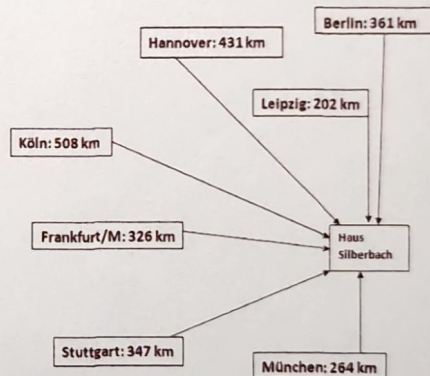 Berlin: 361 km
Hannover: 431 km
Leipzig: 202 km
Köln: 508 km
Frankfurt/M: 326 km
Haus
Silberbach
Stuttgart: 347 km
München: 264 km